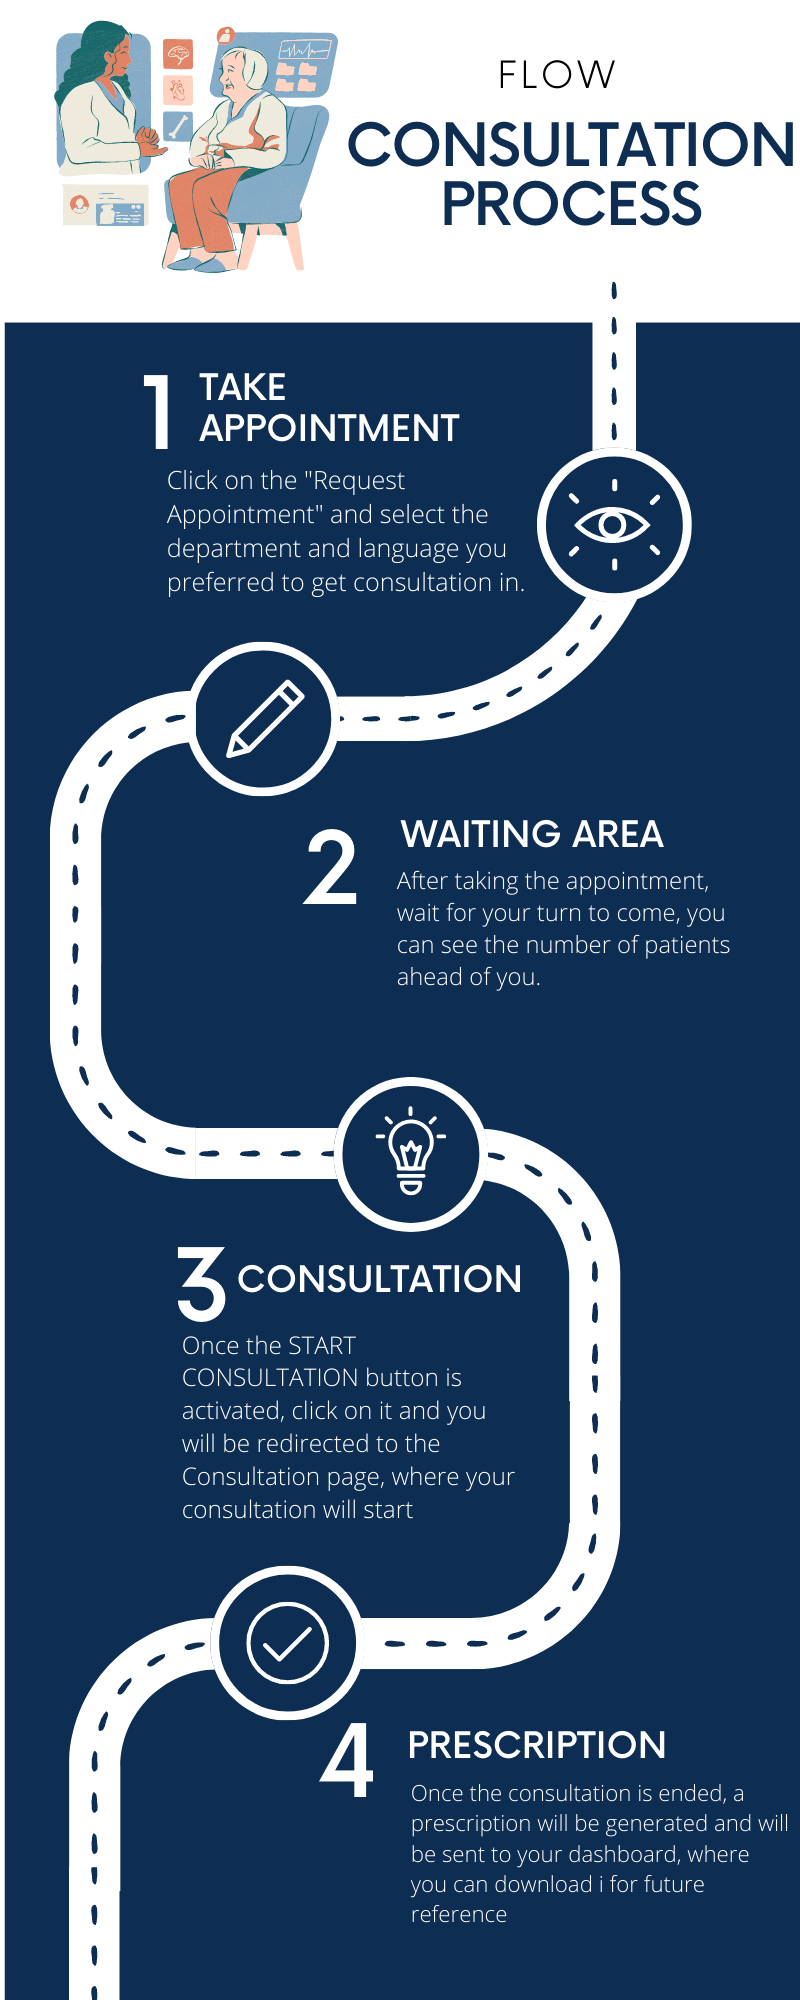 FLOW
CONSULTATION
PROCESS
1
TAKE
APPOINTMENT
Click on the "Request
Appointment" and select the
department and language you
preferred to get consultation in.
2
WAITING AREA
After taking the appointment,
wait for your turn to come, you
can see the number of patients
ahead of you.
3
CONSULTATION
Once the START
CONSULTATION button is
activated, click on it and you
will be redirected to the
Consultation page, where your
consultation will start
4
PRESCRIPTION
Once the consultation is ended, a
prescription will be generated and will
be sent to your dashboard, where
you can download i for future
reference